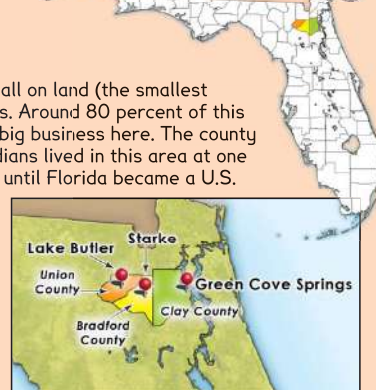 all on land (the smallest
s. Around 80 percent of this
big business here. The county
dians lived in this area at one
until Florida became a U.S.
Lake Butler
Starke
Union
County
Green Cove Springs
Bradford
County
Clay County